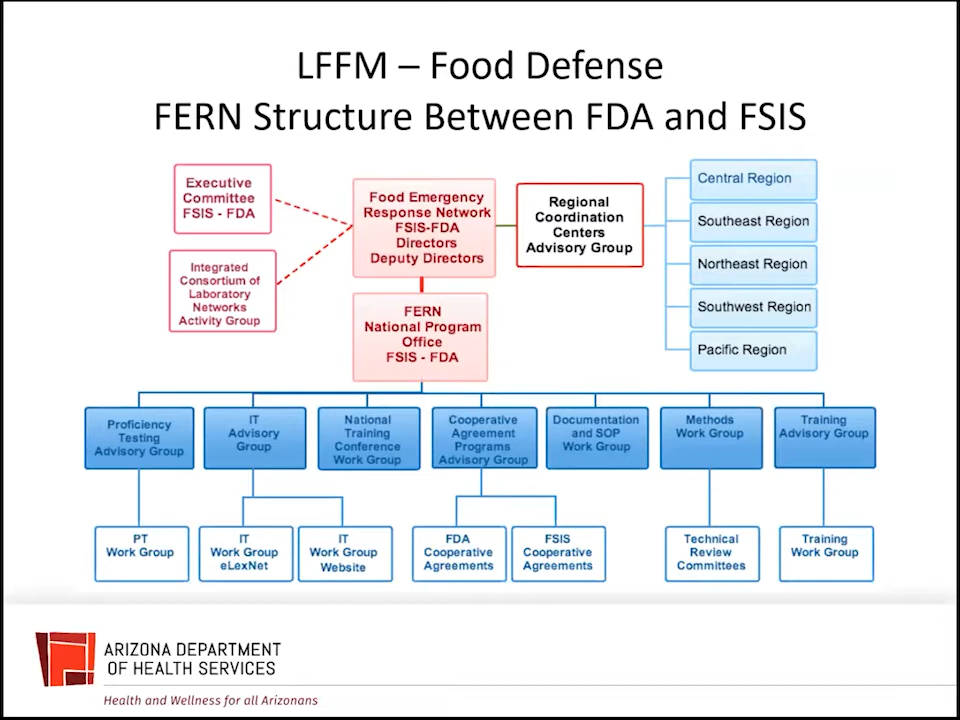 LFFM – Food Defense
FERN Structure Between FDA and FSIS
Executive
Committee
FSIS - FDA
Integrated
Consortium of
Laboratory
Networks
Activity Group
Food Emergency
Response Network
FSIS-FDA
Directors
Deputy Directors
Regional
Coordination
Centers
Advisory Group
Central Region
Southeast Region
Northeast Region
Southwest Region
Pacific Region
FERN
National Program
Office
FSIS - FDA
Proficiency
Testing
Advisory Group
IT
Advisory
Group
National
Training
Conference
Work Group
Cooperative
Agreement
Programs
Advisory Group
Documentation
and SOP
Work Group
Methods
Work Group
Training
Advisory Group
PT
Work Group
IT
Work Group
eLexNet
IT
Work Group
Website
FDA
Cooperative
Agreements
FSIS
Cooperative
Agreements
Technical
Review
Committees
Training
Work Group
ARIZONA DEPARTMENT
OF HEALTH SERVICES
Health and Wellness for all Arizonans